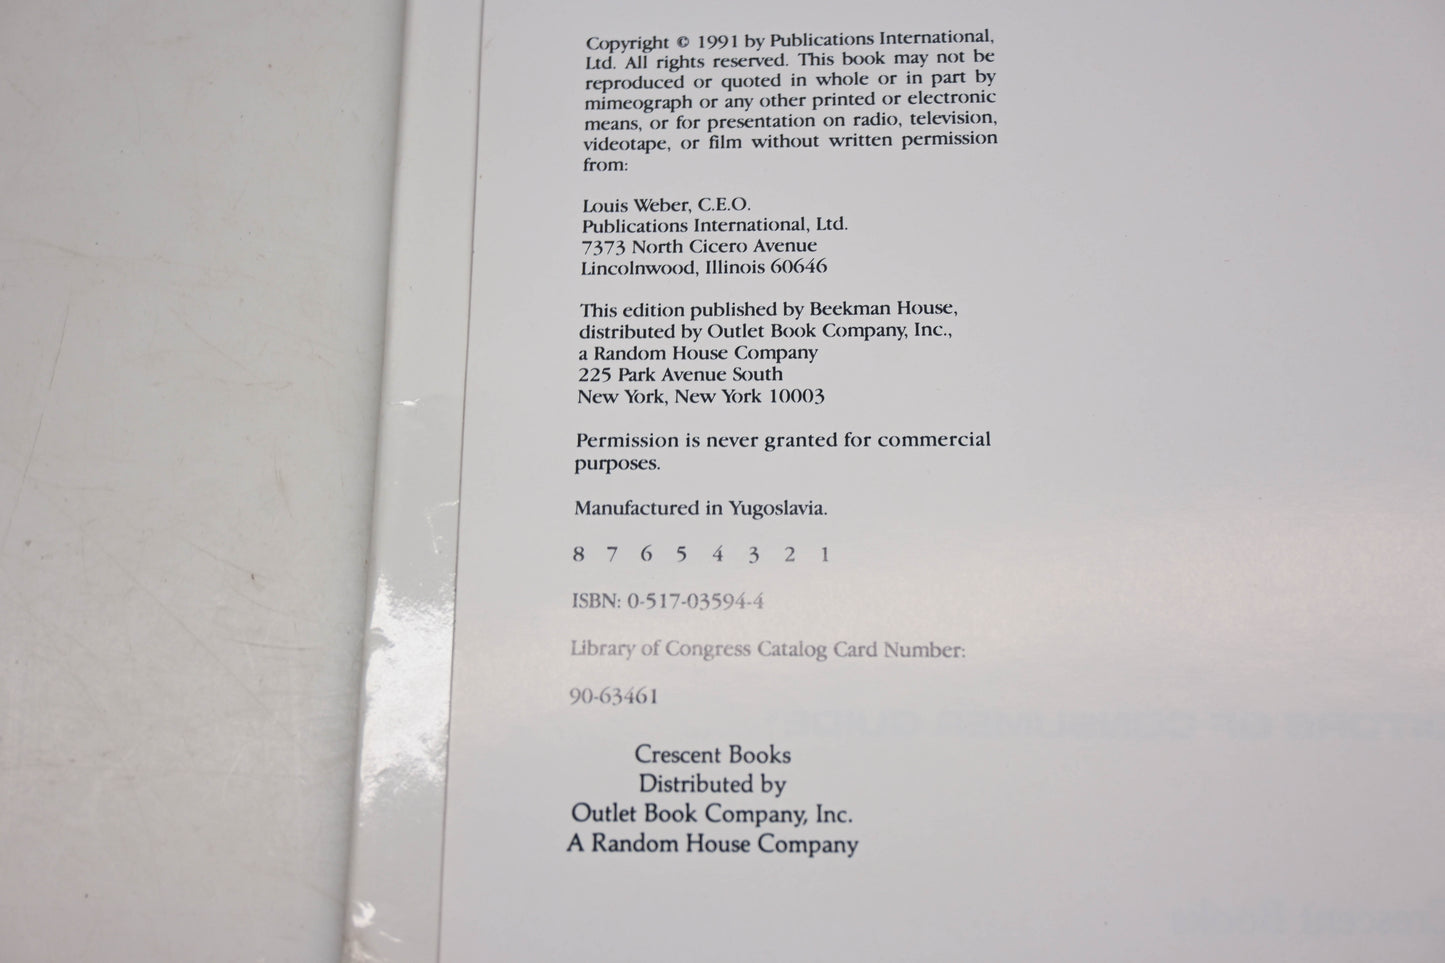 Copyright © 1991 by Publications International,
Ltd. All rights reserved. This book may not be
reproduced or quoted in whole or in part by
mimeograph or any other printed or electronic
means, or for presentation on radio, television,
videotape, or film without written permission
from:
Louis Weber, C.E.O.
Publications International, Ltd.
7373 North Cicero Avenue
Lincolnwood, Illinois 60646
This edition published by Beekman House,
distributed by Outlet Book Company, Inc.,
a Random House Company
225 Park Avenue South
New York, New York 10003
Permission is never granted for commercial
purposes.
Manufactured in Yugoslavia.
8 7 6 5 4 3 2 1
ISBN: 0-517-03594-4
Library of Congress Catalog Card Number:
90-63461
Crescent Books
Distributed by
Outlet Book Company, Inc.
A Random House Company